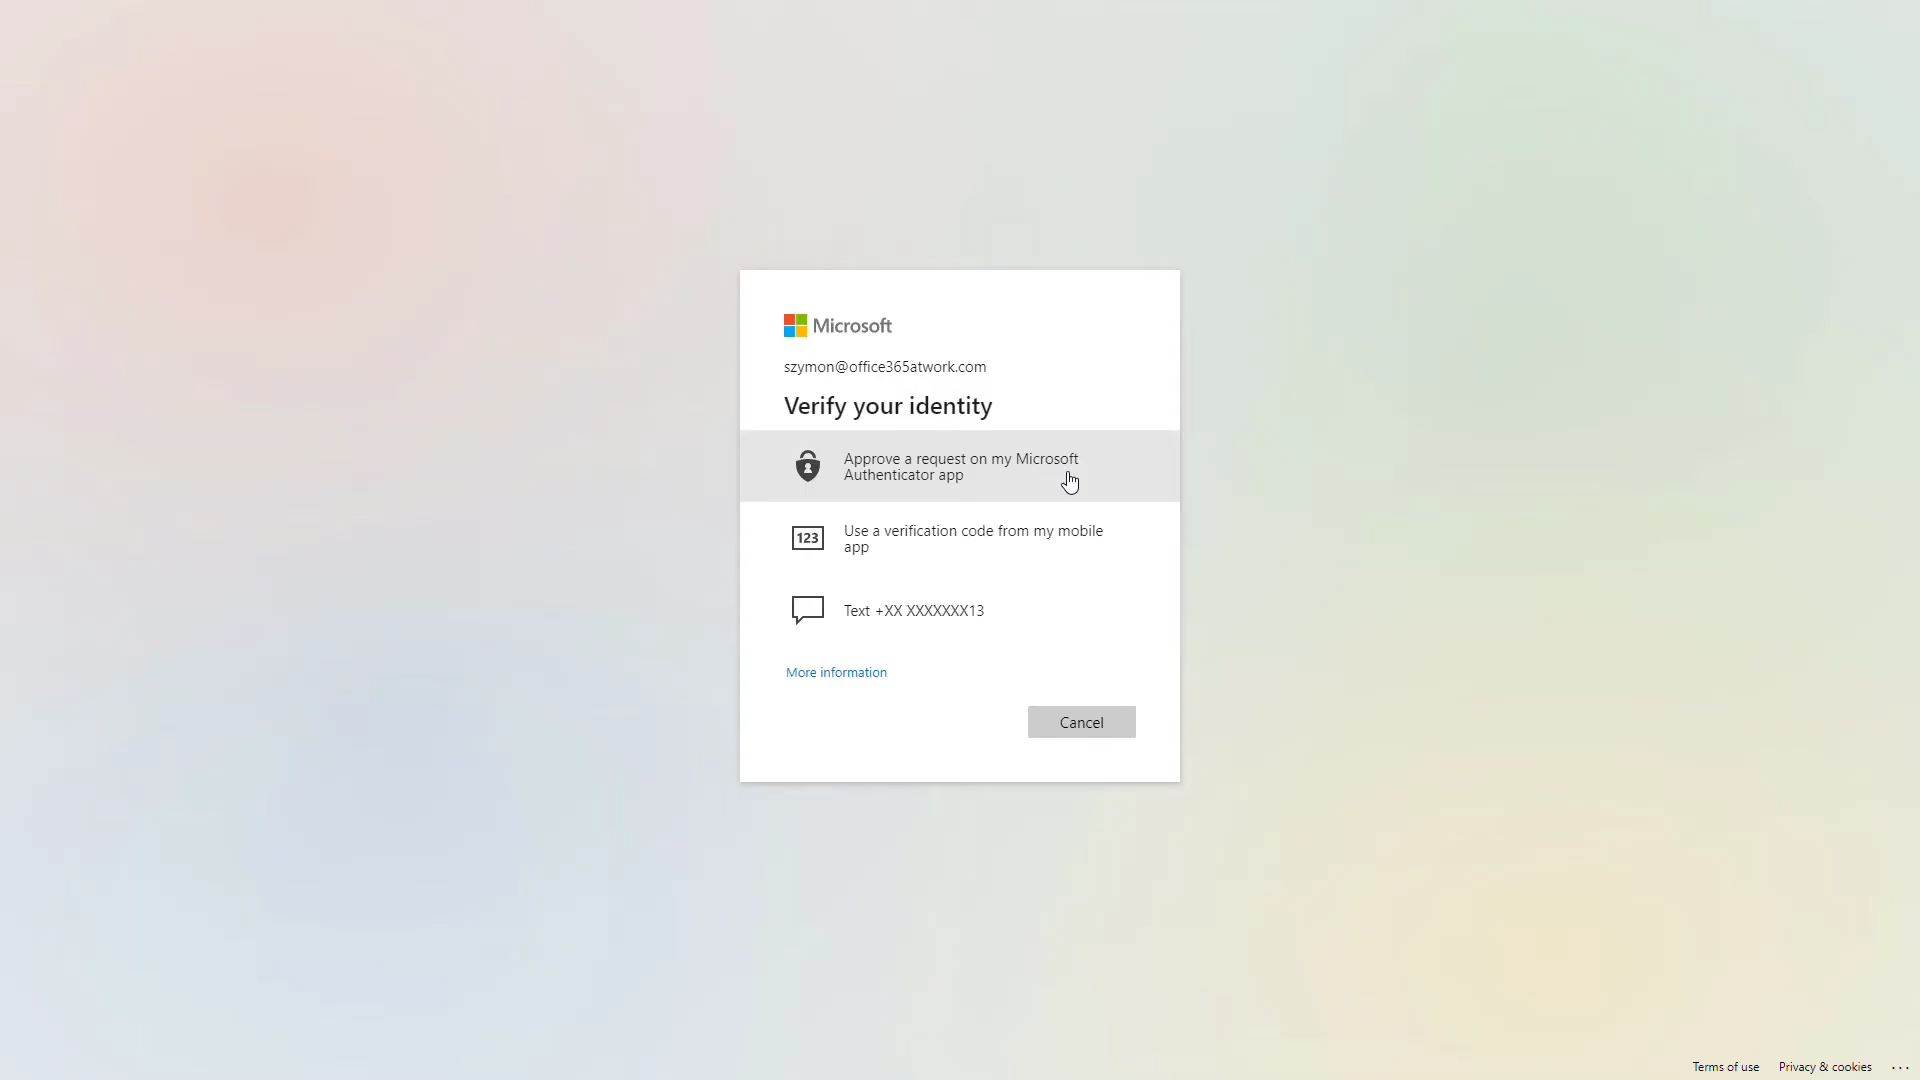 Microsoft
szymon@office365atwork.com
Verify your identity
Approve a request on my Microsoft
Authenticator app
123
Use a verification code from my mobile
app
Text +XX XXXXXXX13
More information
Cancel
Terms of use Privacy & cookies ...